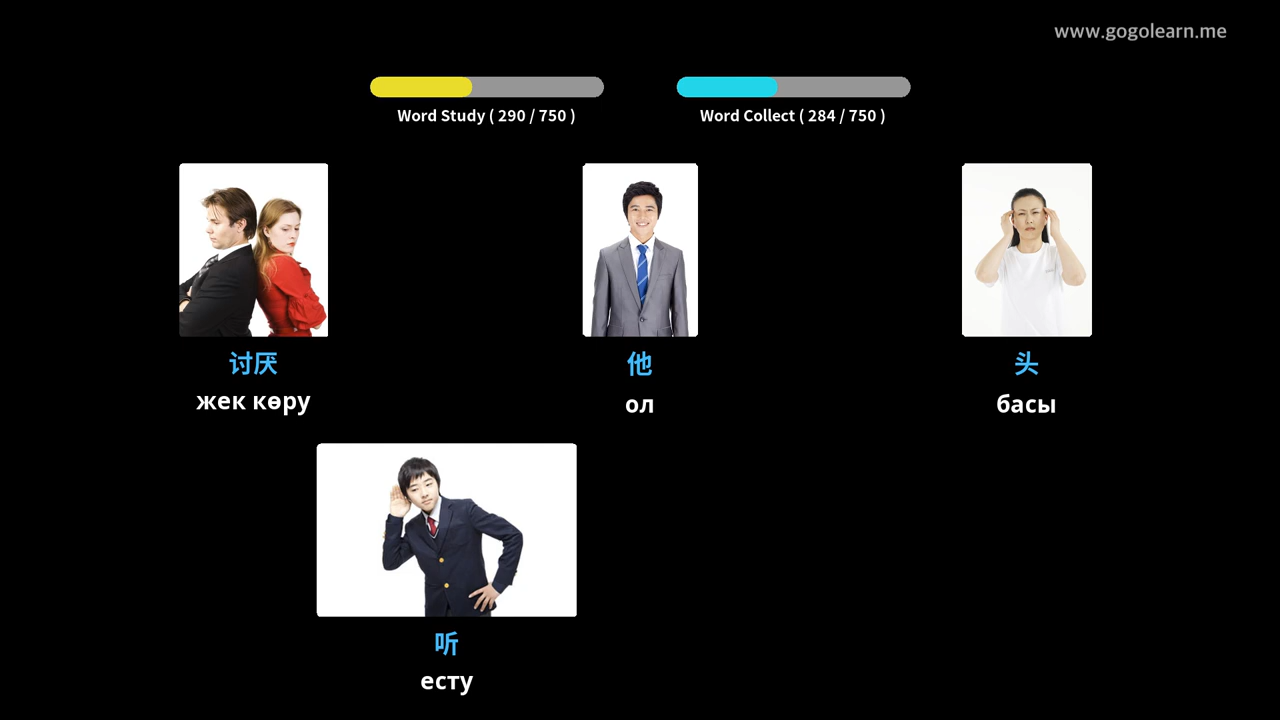 www.gogolearn.me
Word Study ( 290 / 750 )
Word Collect ( 284 / 750 )
讨厌
жек көру
他
ол
头
басы
听
есту